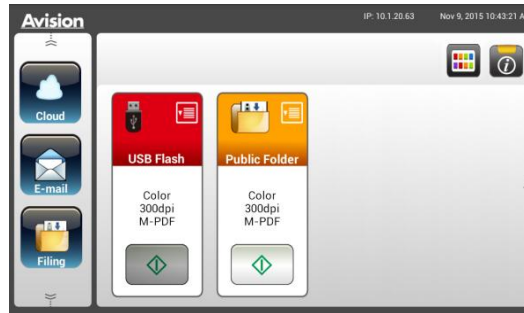 Avision
IP: 10.1.20.63
Nov 9, 2015 10:43:21 A
Cloud
E-mail
Filing
USB Flash
Color
300dpi
M-PDF
Public Folder
Color
300dpi
M-PDF